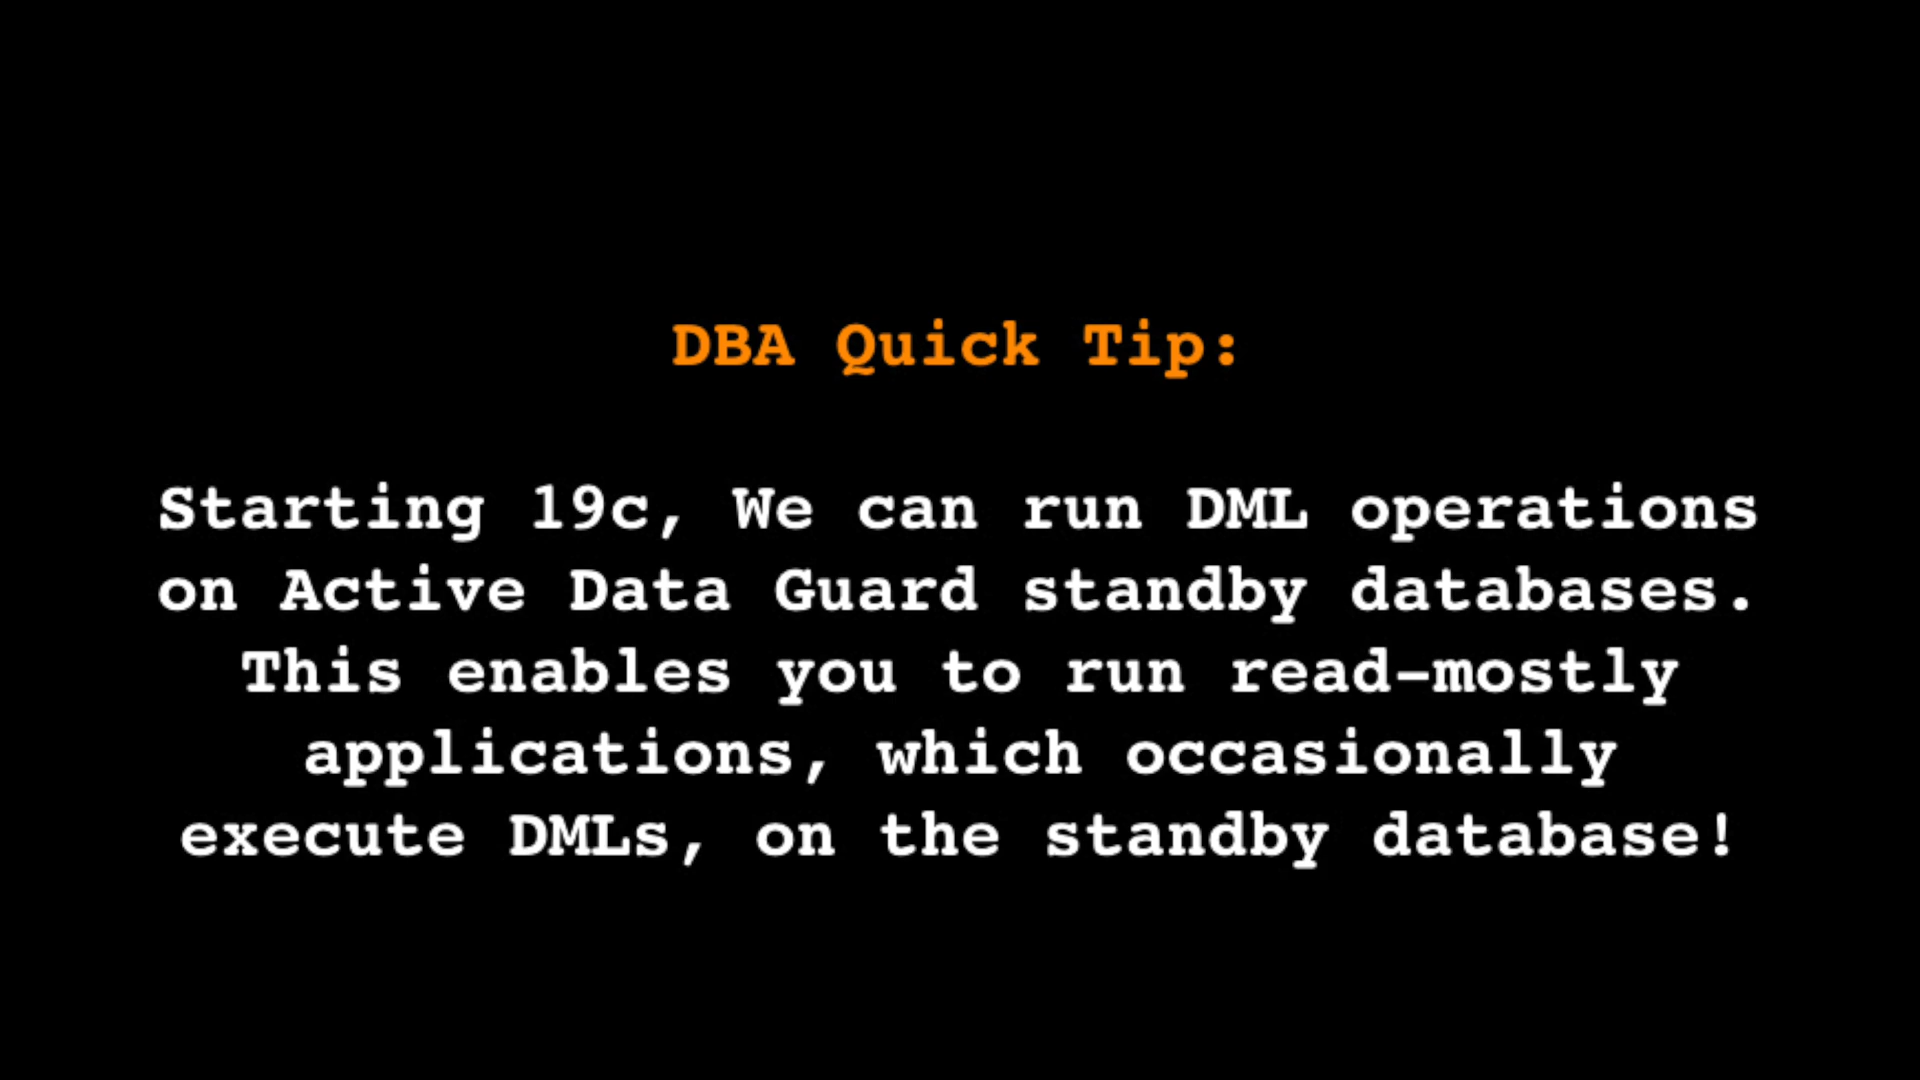 DBA Quick Tip:
Starting 19c, We can run DML operations
on Active Data Guard standby databases.
This enables you to run read-mostly
applications, which occasionally
execute DMLs, on the standby database!